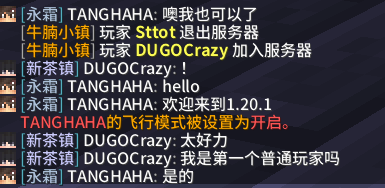 [永霜] TANGHAHA: 噢我也可以了
[牛腩小镇] 玩家 Sttot 退出服务器
[牛腩小镇] 玩家 DUGOCrazy 加入服务器
[新茶镇] DUGOCrazy: !
[永霜] TANGHAHA: hello
[永霜] TANGHAHA: 欢迎来到1.20.1
TANGHAHA的飞行模式被设置为开启。
[新茶镇] DUGOCrazy: 太好力
[新茶镇] DUGOCrazy: 我是第一个普通玩家吗
[永霜] TANGHAHA: 是的